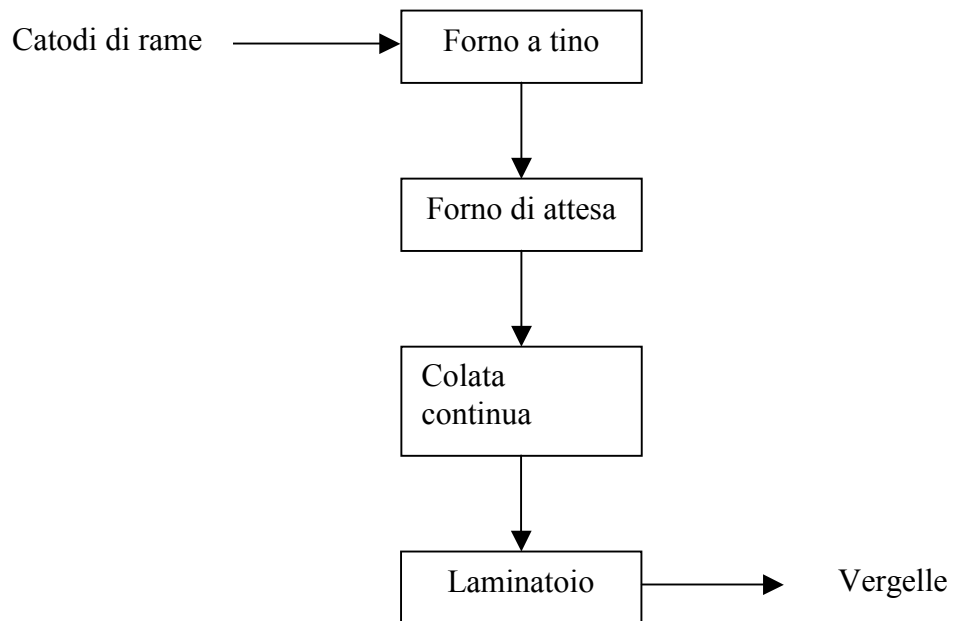 Catodi di rame
Forno a tino
Forno di attesa
Colata
continua
Laminatoio
Vergelle